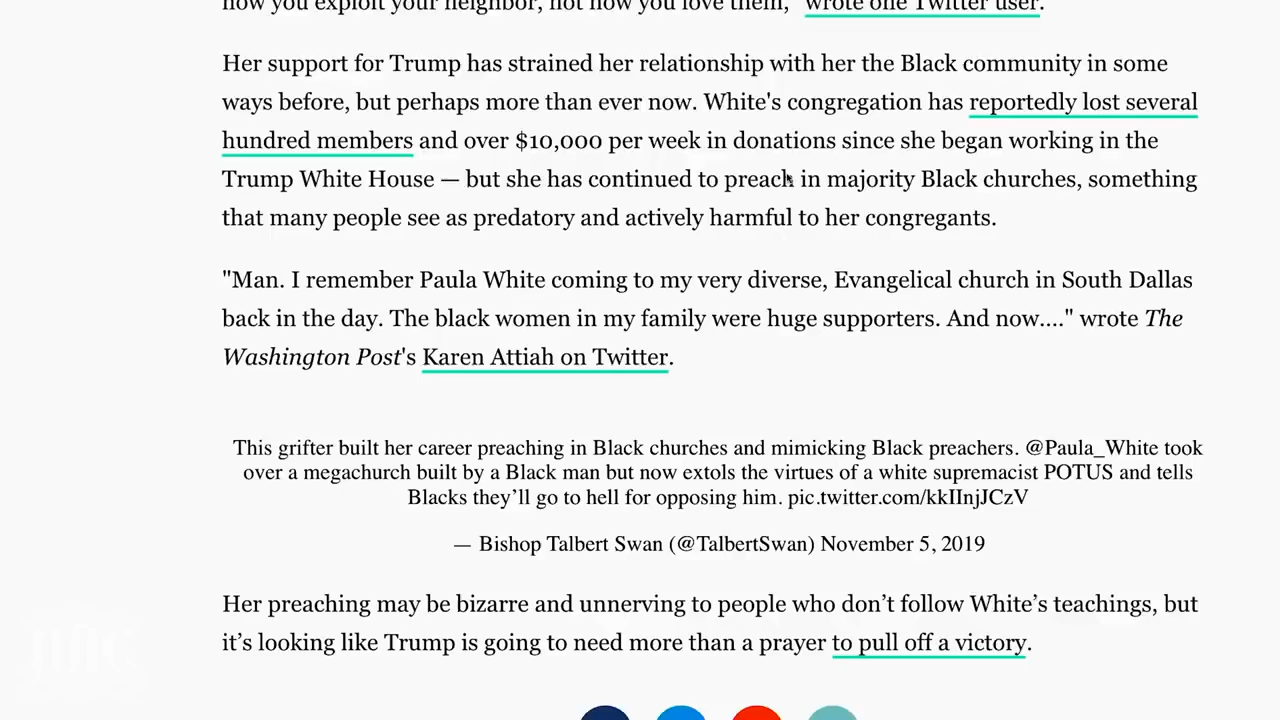 how you exploit your neighbor, not how you love them," wrote one Twitter user.
Her support for Trump has strained her relationship with her the Black community in some
ways before, but perhaps more than ever now. White's congregation has reportedly lost several
hundred members and over $10,000 per week in donations since she began working in the
Trump White House — but she has continued to preach in majority Black churches, something
that many people see as predatory and actively harmful to her congregants.
"Man. I remember Paula White coming to my very diverse, Evangelical church in South Dallas
back in the day. The black women in my family were huge supporters. And now...." wrote The
Washington Post's Karen Attiah on Twitter.
This grifter built her career preaching in Black churches and mimicking Black preachers. @Paula_White took
over a megachurch built by a Black man but now extols the virtues of a white supremacist POTUS and tells
Blacks they’ll go to hell for opposing him. pic.twitter.com/kkIInjJCzV
— Bishop Talbert Swan (@TalbertSwan) November 5, 2019
Her preaching may be bizarre and unnerving to people who don’t follow White’s teachings, but
it’s looking like Trump is going to need more than a prayer to pull off a victory.